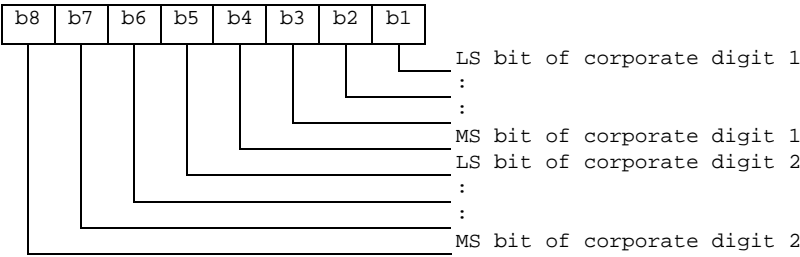 b8 b7 b6 b5 b4 b3 b2 b1
LS bit of corporate digit 1
:
:
MS bit of corporate digit 1
LS bit of corporate digit 2
:
:
MS bit of corporate digit 2